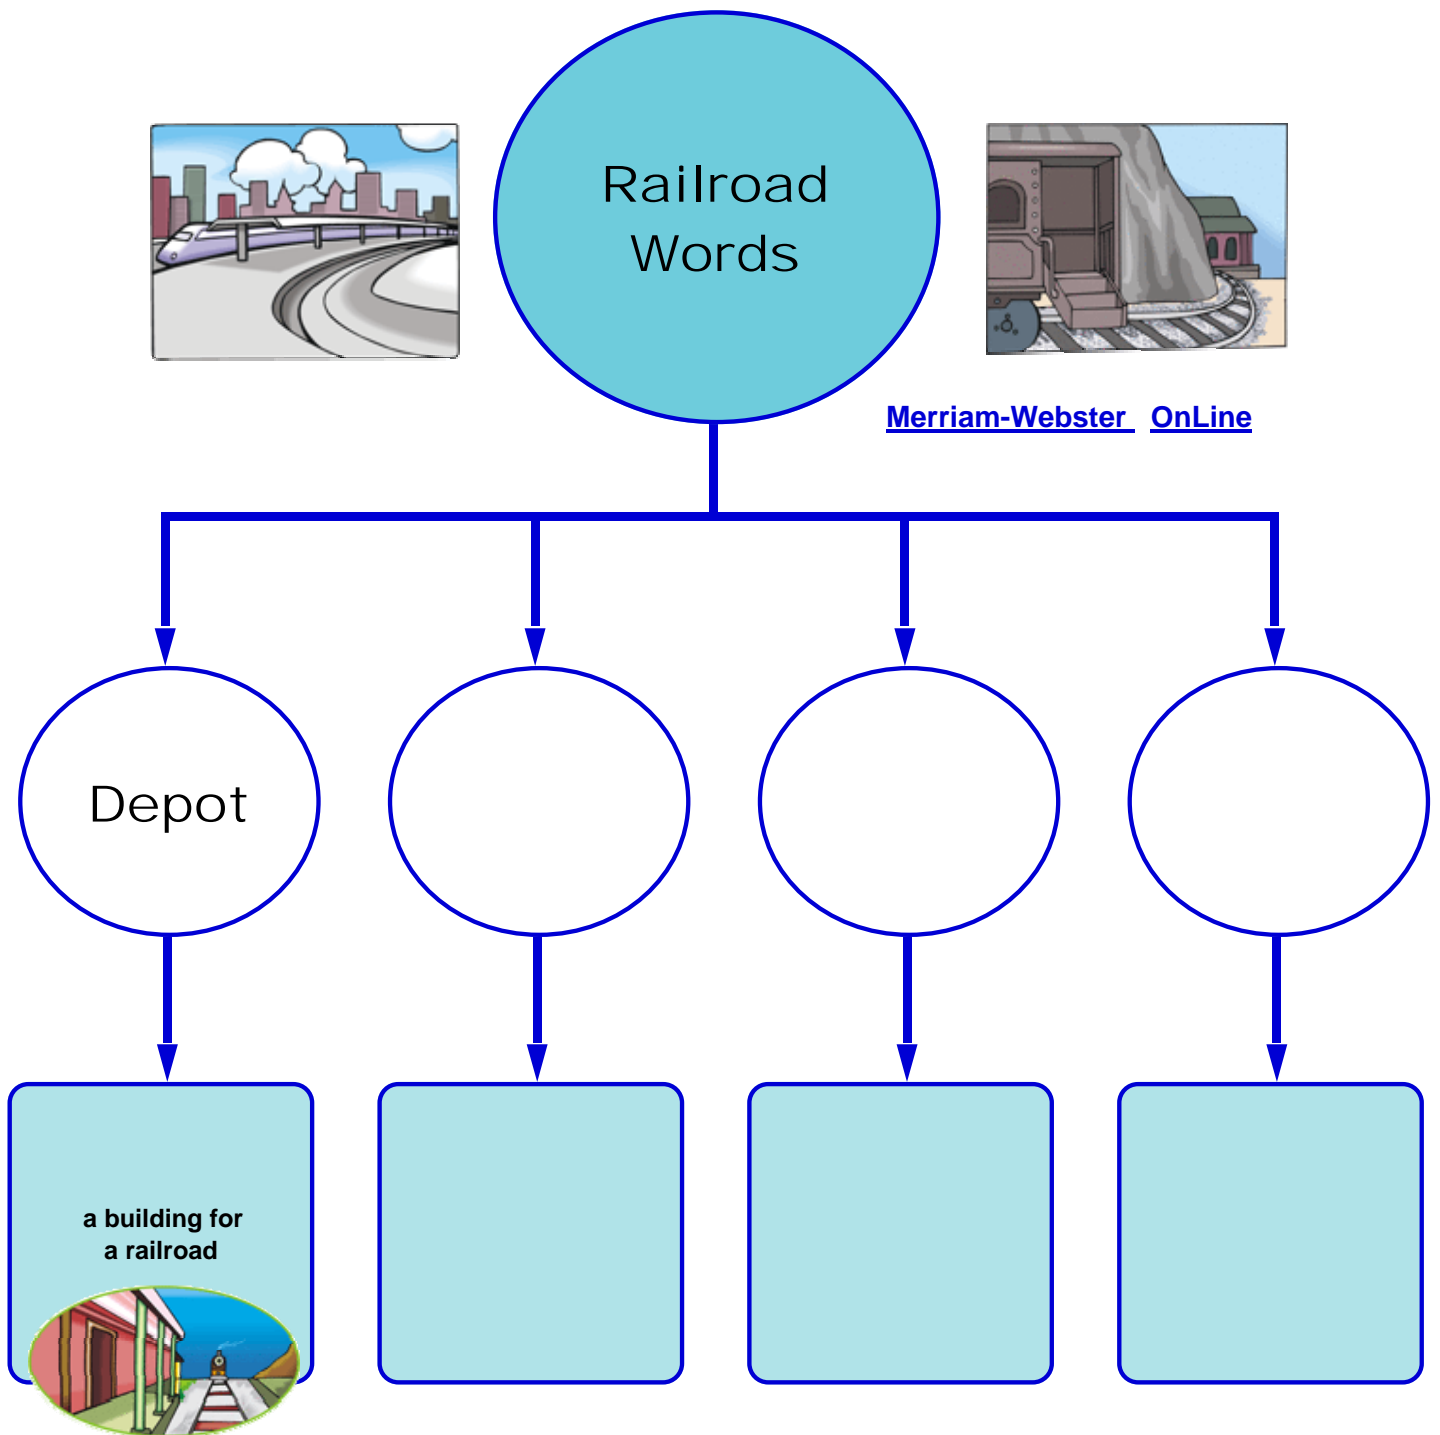 Railroad
Words
Merriam-Webster OnLine
Depot
a building for
a railroad